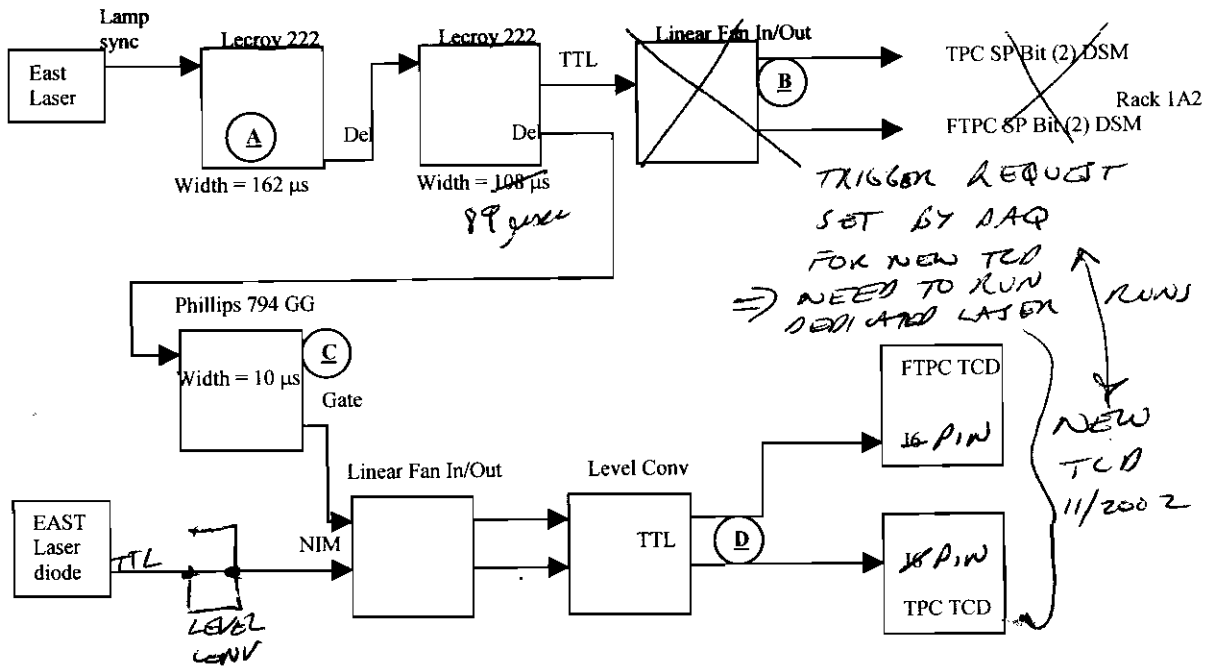 Lamp
sync
Lecroy 222
Lecroy 222
Linear Fan In/Out
East
Laser
A
Del
TTL
Del
B
TPC SP Bit (2) DSM
Rack 1A2
FTPC SP Bit (2) DSM
Width = 162 µs
Width = 108 µs
89 µsec
TRIGGER REQUEST
SET BY DAQ
FOR NEW TCD
⇒ NEED TO RUN
DEDICATED LASER
RUNS
Phillips 794 GG
C
Width = 10 µs
Gate
FTPC TCD
16 PIN
NEW
TCD
11/2002
Linear Fan In/Out
Level Conv
EAST
Laser
diode
TTL
NIM
TTL
D
16 PIN
TPC TCD
LEVEL
CONV